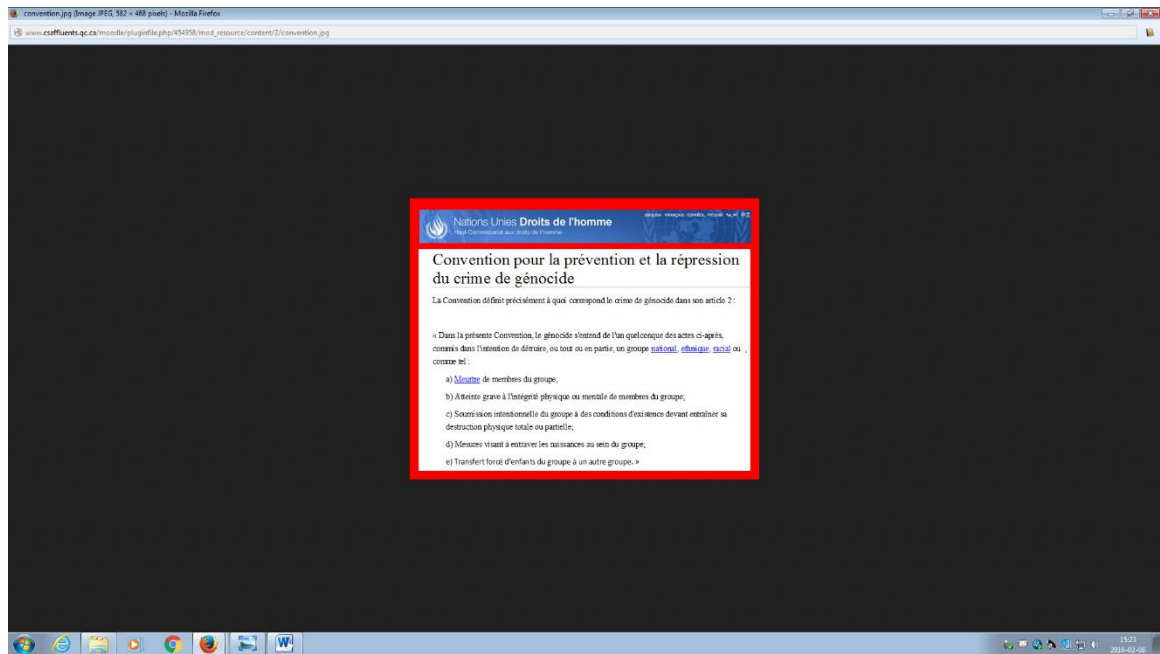 convention.jpg (Image JPEG, 582 × 468 pixels) - Mozilla Firefox
www.csaffluents.qc.ca/moodle/pluginfile.php/454958/mod_resource/content/2/convention.jpg
Nations Unies Droits de l'homme
Haut-Commissariat aux droits de l'homme
ENGLISH FRANÇAIS ESPAÑOL
中文
Convention pour la prévention et la répression
du crime de génocide
La Convention définit précisément à quoi correspond le crime de génocide dans son article 2 :
« Dans la présente Convention, le génocide s'entend de l'un quelconque des actes ci-après,
commis dans l'intention de détruire, ou tout ou en partie, un groupe national, ethnique, racial ou ,
comme tel :
a) Meurtre de membres du groupe;
b) Atteinte grave à l'intégrité physique ou mentale de membres du groupe;
c) Soumission intentionnelle du groupe à des conditions d'existence devant entraîner sa
destruction physique totale ou partielle;
d) Mesures visant à entraver les naissances au sein du groupe;
e) Transfert forcé d'enfants du groupe à un autre groupe. »
15:23
2016-02-08